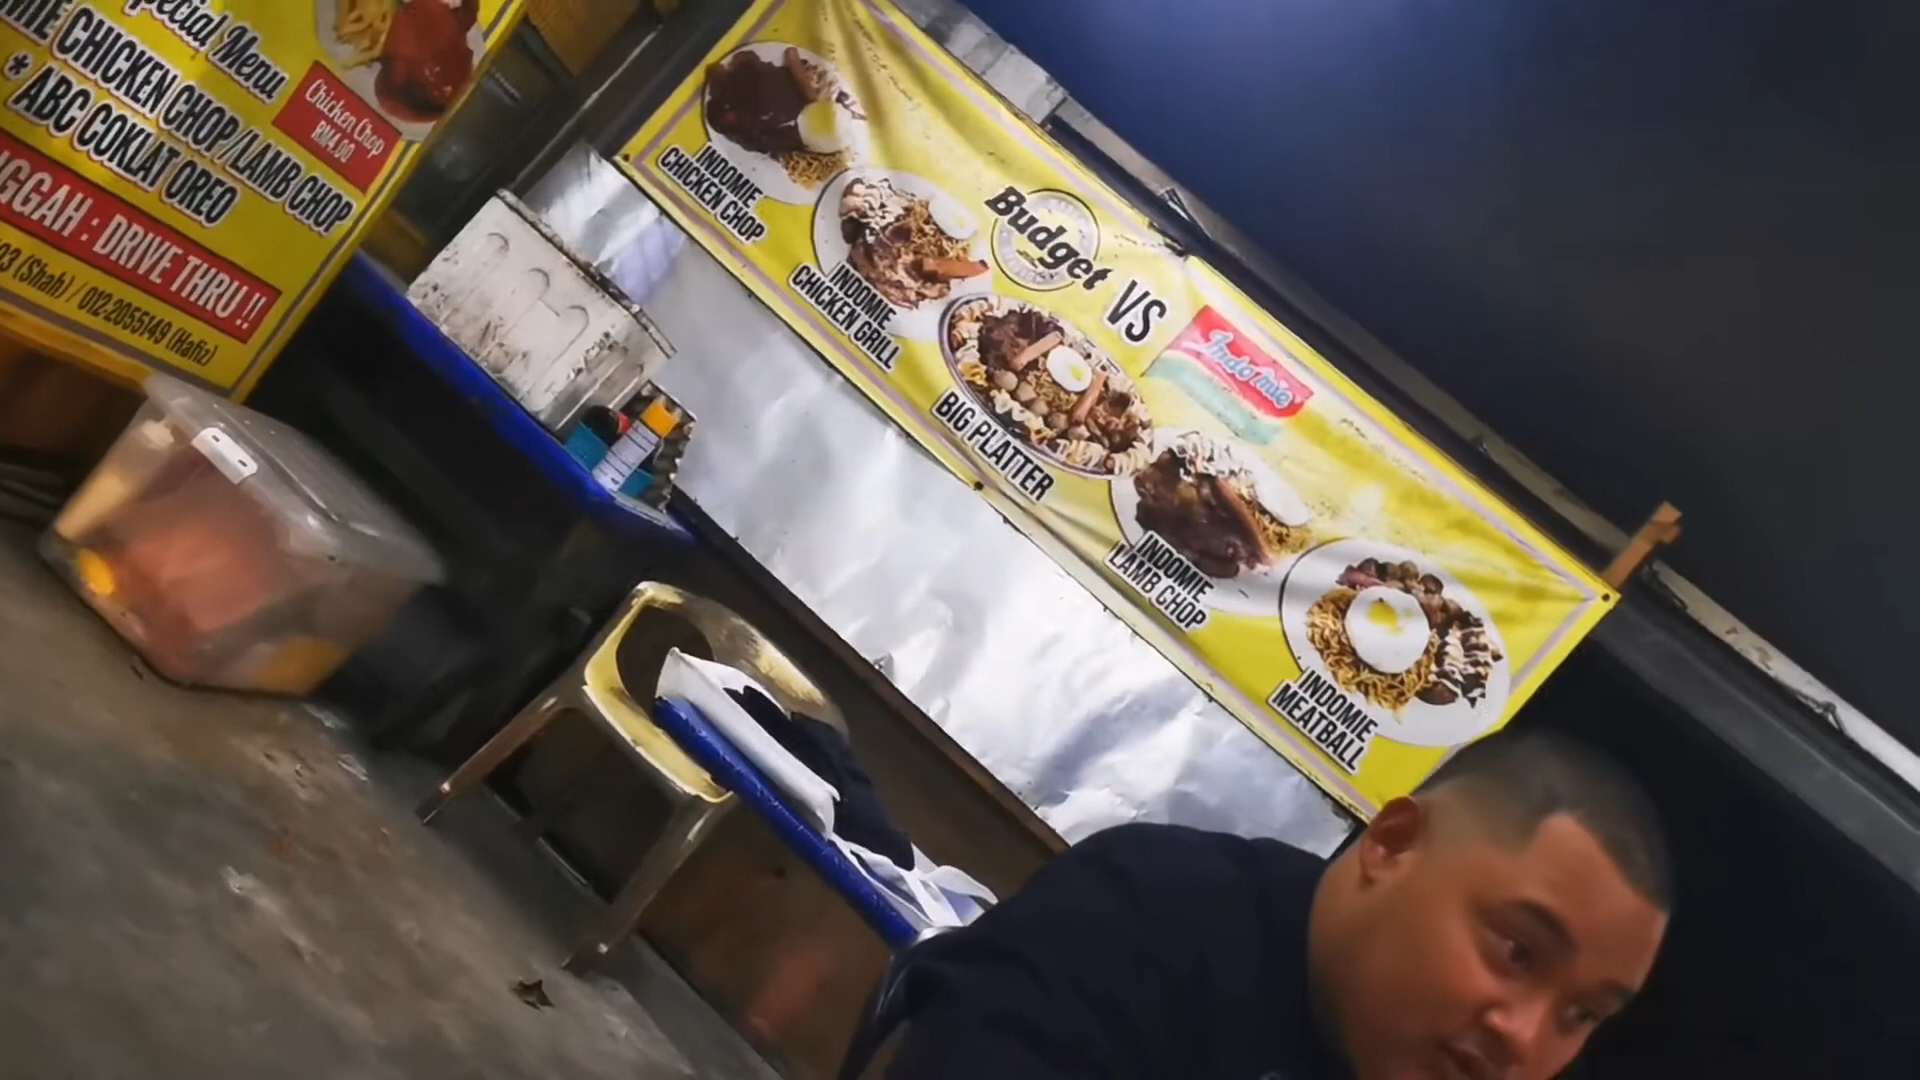 Special Menu
CHICKEN CHOP/LAMB CHOP
* ABC COKLAT OREO
Chicken Chop
RM4.00
DRIVE THRU !!
(Shah) / 012-2055149 (Hafiz)
Budget VS Indomie
INDOMIE
CHICKEN CHOP
INDOMIE
CHICKEN GRILL
BIG PLATTER
INDOMIE
LAMB CHOP
INDOMIE
MEATBALL